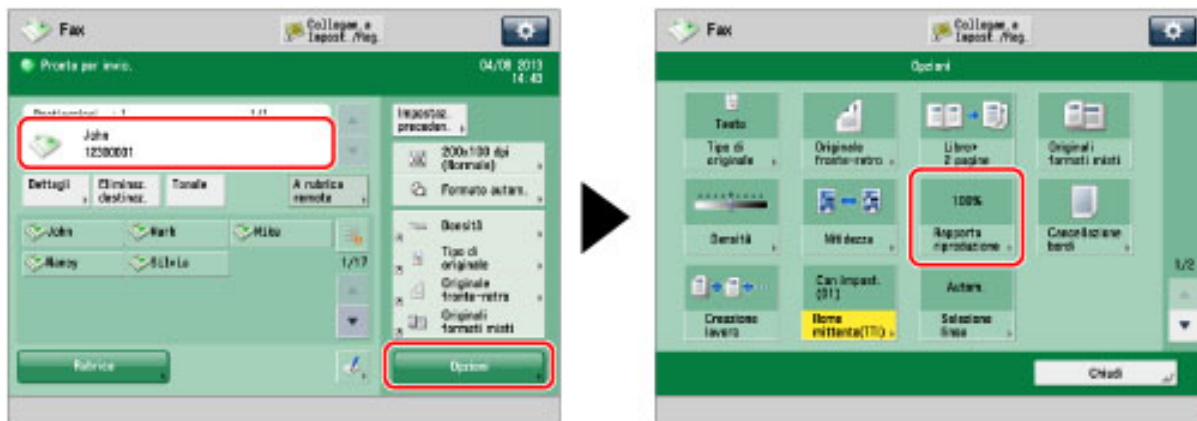 Fax
Collegam. a
Impost. /Reg.
Pronta per invio.
04/08 2013
14:43
Destinazioni : 1
1/1
John
12300001
Dettagli
Eliminaz.
destinaz.
Tonale
A rubrica
remota
John
Mark
Mike
Nancy
Silvia
1/17
Rubrica
Impostaz.
preceden.
200x100 dpi
(Normale)
Formato autom.
Densità
Tipo di
originale
Originale
fronte-retro
Originali
formati misti
Opzioni
Fax
Collegam. a
Impost. /Reg.
Opzioni
Testo
Tipo di
originale
Originale
fronte-retro
Libro>
2 pagine
Originali
formati misti
Densità
Nitidezza
100%
Rapporto
riproduzione
Cancellazione
bordi
Creazione
lavoro
Con impost.
(01)
Nome
mittente(TTI)
Autom.
Selezione
linea
1/2
Chiudi